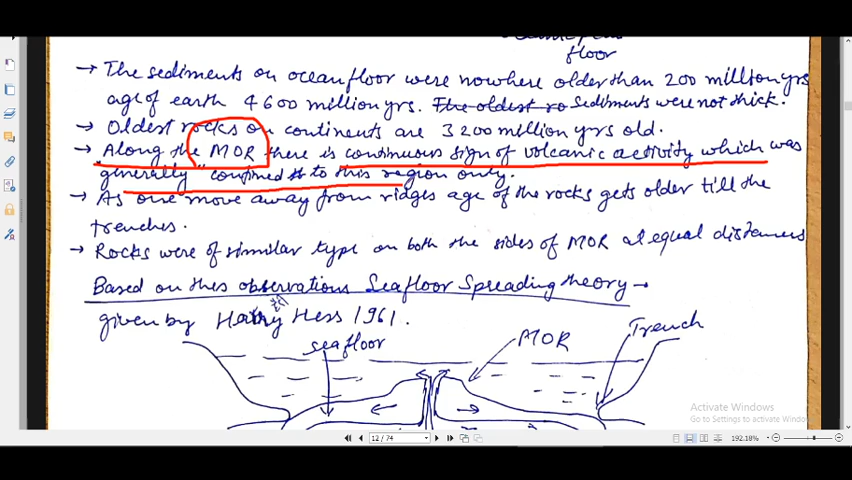 floor
→ The sediments on ocean floor were nowhere older than 200 million yrs
age of earth 4600 million yrs. The oldest ro Sediments were not thick.
→ Oldest rocks on continents are 3200 million yrs old.
→ Along the MOR there is continuous sign of volcanic activity which was
"generally" confined to this region only.
→ As one move away from ridges age of the rocks gets older till the
trenches.
→ Rocks were of similar type on both the sides of MOR at equal distances
Based on thes observations Seafloor Spreading theory →
given by Harry Hess 1961.
seafloor
MOR
Trench
Activate Windows
Go to Settings to activate Windows.
12 / 74
192.18%